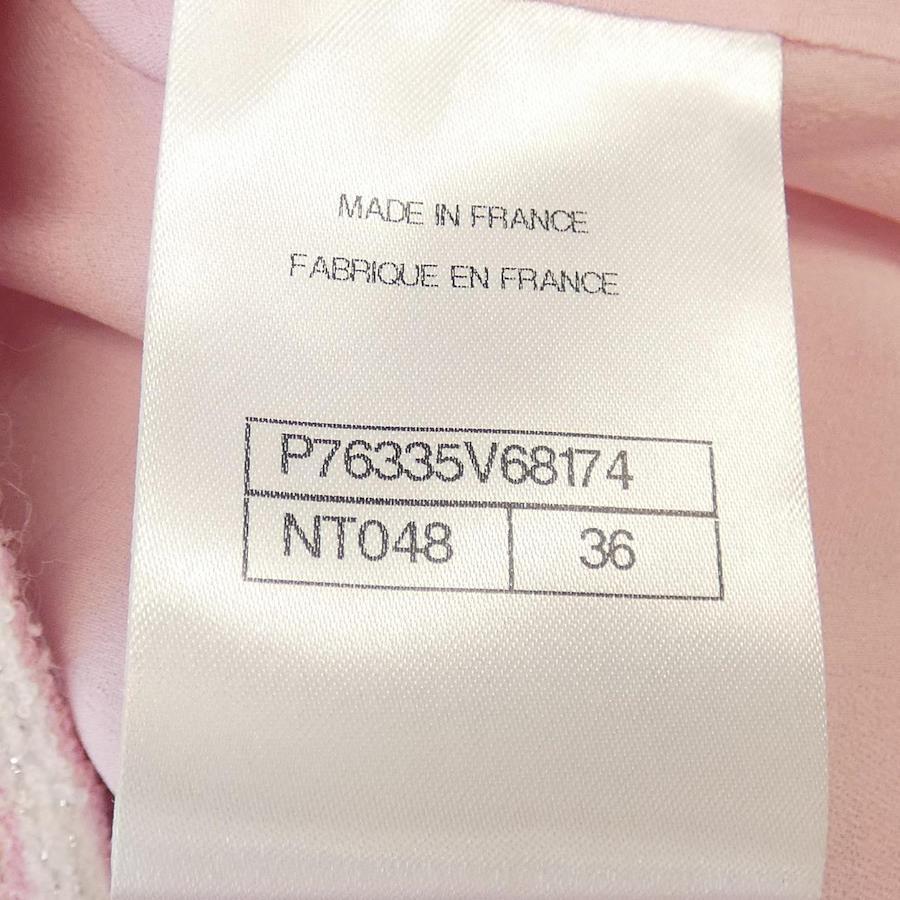 MADE IN FRANCE
FABRIQUE EN FRANCE
P76335V68174
NT048 36